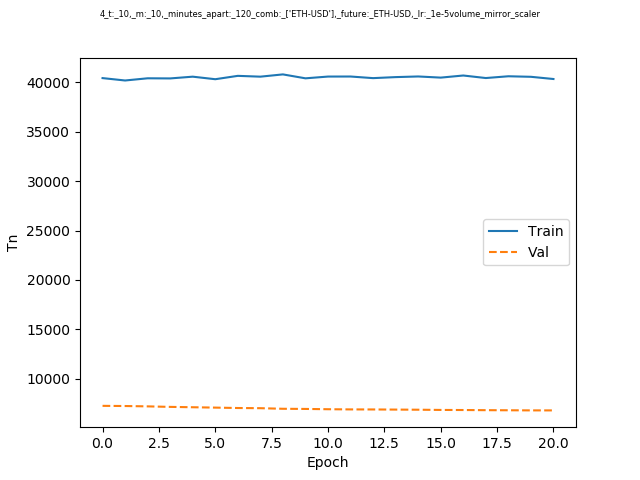 4_t:_10,_m:_10,_minutes_apart:_120_comb:_['ETH-USD'],_future:_ETH-USD,_lr:_1e-5volume_mirror_scaler
40000
35000
30000
25000
20000
15000
10000
Tn
Train
Val
0.0 2.5 5.0 7.5 10.0 12.5 15.0 17.5 20.0
Epoch